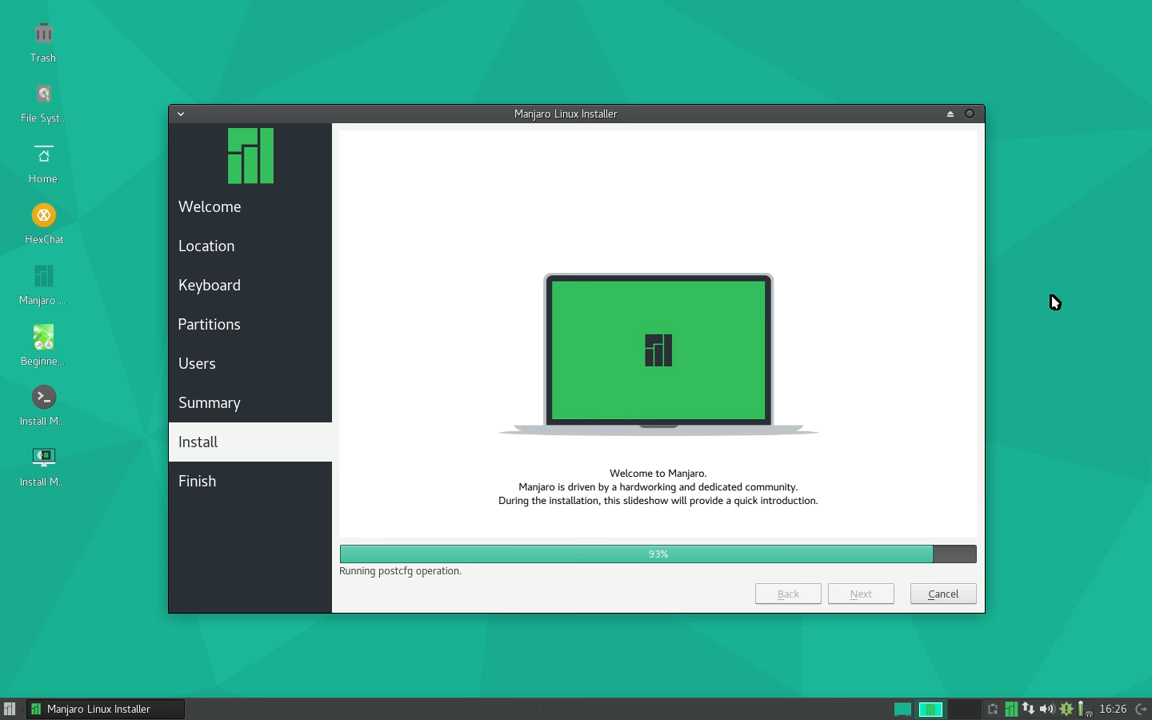 Trash
File Syst..
Home
HexChat
Manjaro ...
Beginne...
Install M...
Install M...
Manjaro Linux Installer
Welcome
Location
Keyboard
Partitions
Users
Summary
Install
Finish
Welcome to Manjaro.
Manjaro is driven by a hardworking and dedicated community.
During the installation, this slideshow will provide a quick introduction.
93%
Running postcfg operation.
Back
Next
Cancel
Manjaro Linux Installer
16:26